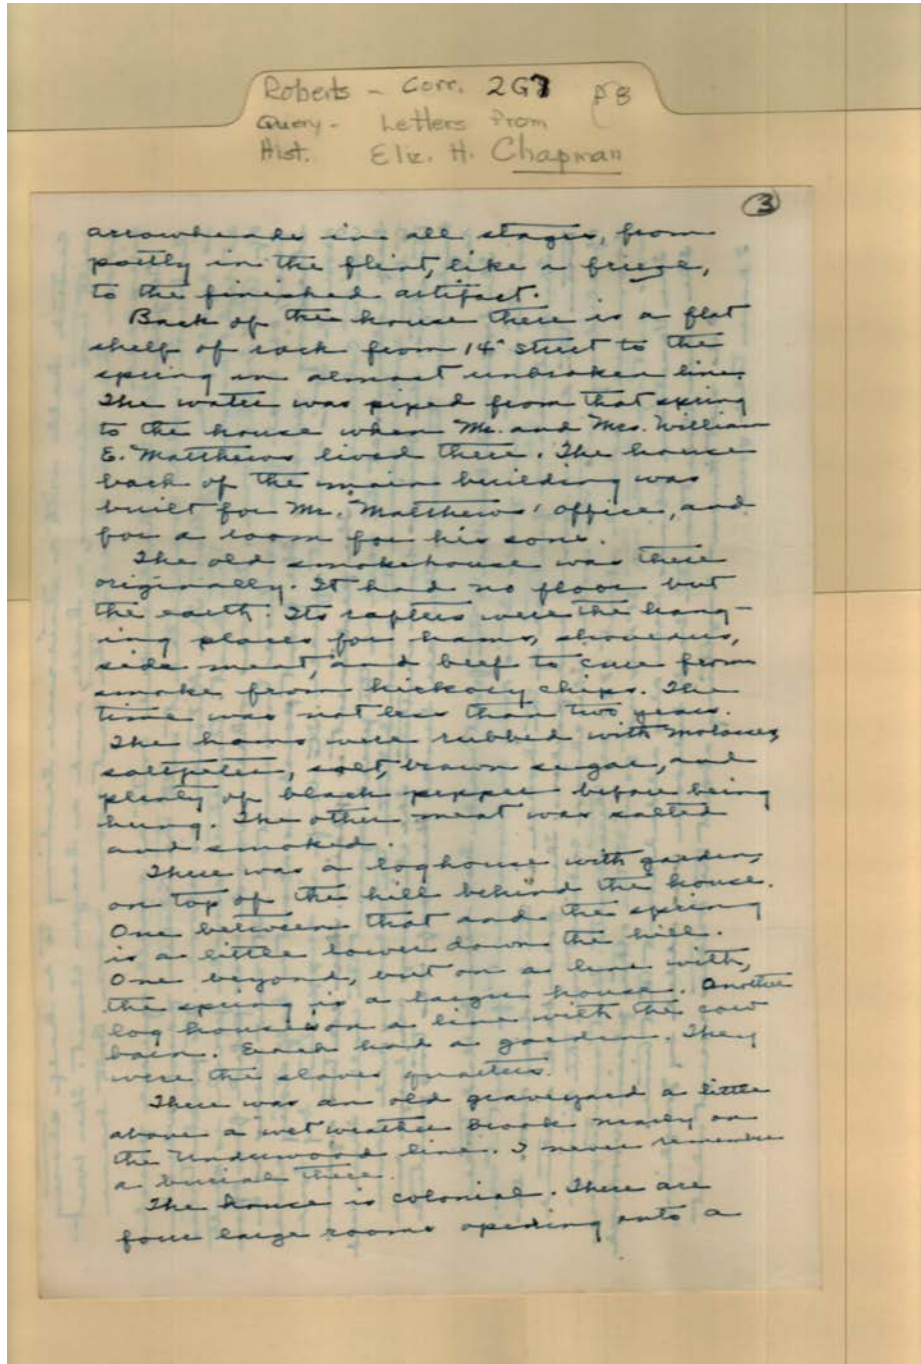 Roberts - Corr. 2G7 p8
Query - Letters from
Hist. Eliz. H. Chapman
3
arrowheads in all stages, from
partly in the flint, like a frieze,
to the finished artifact.
Back of the house there is a flat
shelf of rock from 14" Street to the
spring in almost unbroken line.
The water was piped from that spring
to the house when Mr. and Mrs. William
E. Matthews lived there. The house
back of the main building was
built for Mr. Matthews' office, and
for a room for his sons.
The old smokehouse was there
originally. It had no floor but
the earth. Its rafters were the hang-
ing places for hams, shoulders,
side meat, and beef to cure from
smoke from hickory chips. The
time was not less than two years.
The hams were rubbed with molasses,
saltpeter, salt, brown sugar, and
plenty of black pepper before being
hung. The other meat was salted
and smoked.
There was a loghouse with garden,
on top of the hill behind the house.
One between that and the spring
is a little lower down the hill.
One beyond, but on a line with,
the spring is a larger house. Another
log house is on a line with the cow
barn. Each had a garden. They
were the slaves quarters.
There was an old graveyard a little
above a wet weather brook nearly on
the Underwood line. I never remember
a burial there.
The house is colonial. There are
four large rooms opening onto a